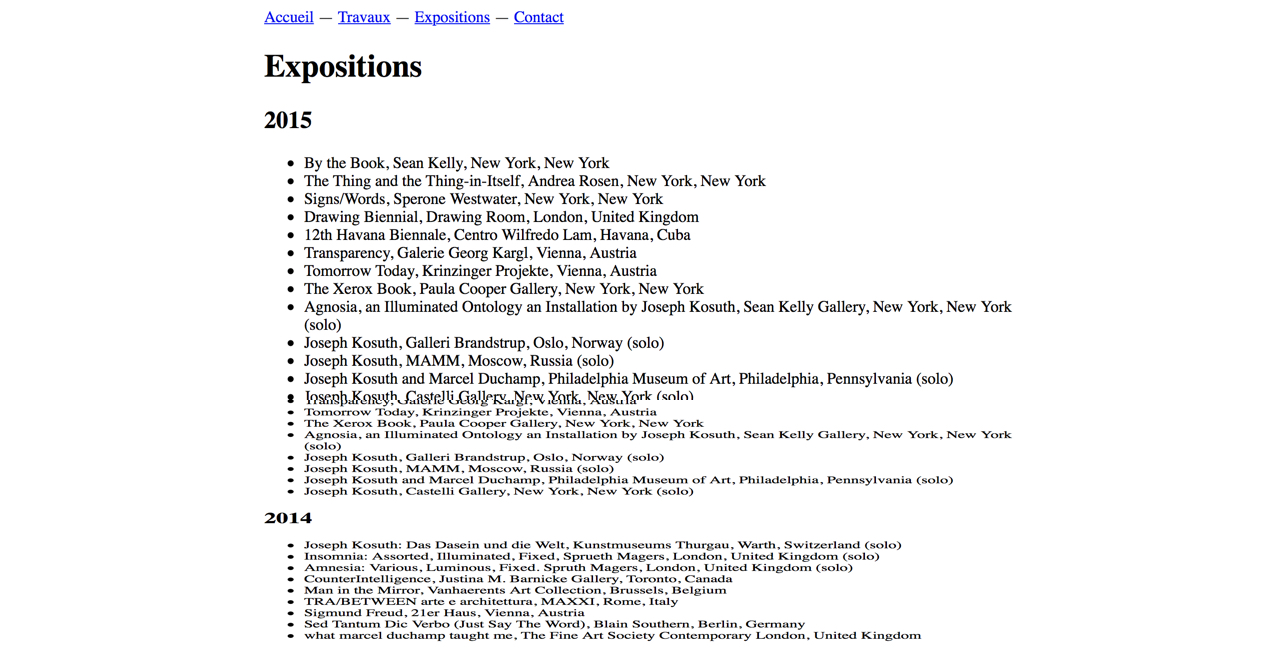 Accueil — Travaux — Expositions — Contact
Expositions
2015
By the Book, Sean Kelly, New York, New York
The Thing and the Thing-in-Itself, Andrea Rosen, New York, New York
Signs/Words, Sperone Westwater, New York, New York
Drawing Biennial, Drawing Room, London, United Kingdom
12th Havana Biennale, Centro Wilfredo Lam, Havana, Cuba
Transparency, Galerie Georg Kargl, Vienna, Austria
Tomorrow Today, Krinzinger Projekte, Vienna, Austria
The Xerox Book, Paula Cooper Gallery, New York, New York
Agnosia, an Illuminated Ontology an Installation by Joseph Kosuth, Sean Kelly Gallery, New York, New York
(solo)
Joseph Kosuth, Galleri Brandstrup, Oslo, Norway (solo)
Joseph Kosuth, MAMM, Moscow, Russia (solo)
Joseph Kosuth and Marcel Duchamp, Philadelphia Museum of Art, Philadelphia, Pennsylvania (solo)
Joseph Kosuth, Castelli Gallery, New York, New York (solo)
Transparency, Galerie Georg Kargl, Vienna, Austria
Tomorrow Today, Krinzinger Projekte, Vienna, Austria
The Xerox Book, Paula Cooper Gallery, New York, New York
Agnosia, an Illuminated Ontology an Installation by Joseph Kosuth, Sean Kelly Gallery, New York, New York
(solo)
Joseph Kosuth, Galleri Brandstrup, Oslo, Norway (solo)
Joseph Kosuth, MAMM, Moscow, Russia (solo)
Joseph Kosuth and Marcel Duchamp, Philadelphia Museum of Art, Philadelphia, Pennsylvania (solo)
Joseph Kosuth, Castelli Gallery, New York, New York (solo)
2014
Joseph Kosuth: Das Dasein und die Welt, Kunstmuseums Thurgau, Warth, Switzerland (solo)
Insomnia: Assorted, Illuminated, Fixed, Sprueth Magers, London, United Kingdom (solo)
Amnesia: Various, Luminous, Fixed. Spruth Magers, London, United Kingdom (solo)
CounterIntelligence, Justina M. Barnicke Gallery, Toronto, Canada
Man in the Mirror, Vanhaerents Art Collection, Brussels, Belgium
TRA/BETWEEN arte e architettura, MAXXI, Rome, Italy
Sigmund Freud, 21er Haus, Vienna, Austria
Sed Tantum Dic Verbo (Just Say The Word), Blain Southern, Berlin, Germany
what marcel duchamp taught me, The Fine Art Society Contemporary London, United Kingdom